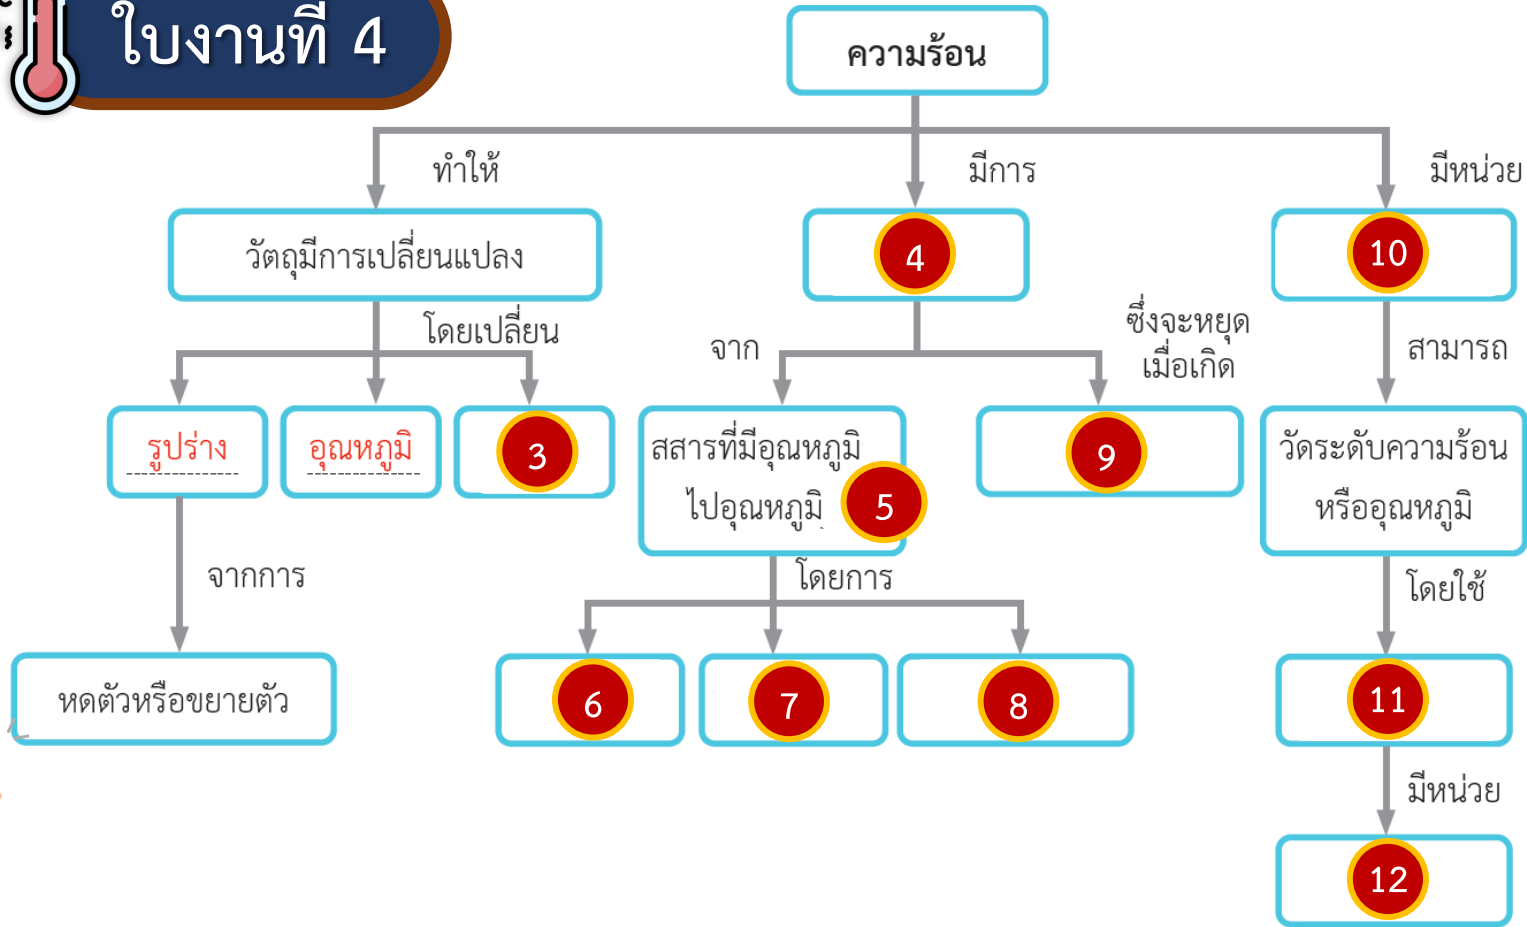 ใบงานที่ 4
ความร้อน
ทำให้
มีการ
มีหน่วย
วัตถุมีการเปลี่ยนแปลง
4
10
โดยเปลี่ยน
จาก
ซึ่งจะหยุด
เมื่อเกิด
สามารถ
รูปร่าง
อุณหภูมิ
3
สสารที่มีอุณหภูมิ
ไปอุณหภูมิ
5
9
วัดระดับความร้อน
หรืออุณหภูมิ
จากการ
โดยการ
โดยใช้
หดตัวหรือขยายตัว
6
7
8
11
มีหน่วย
12